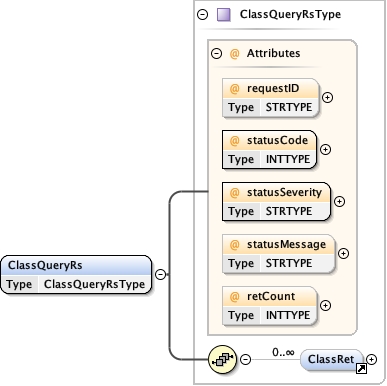 ClassQueryRsType
@ Attributes
@ requestID
Type STRTYPE
@ statusCode
Type INTTYPE
@ statusSeverity
Type STRTYPE
@ statusMessage
Type STRTYPE
@ retCount
Type INTTYPE
ClassQueryRs
Type ClassQueryRsType
0..∞
ClassRet